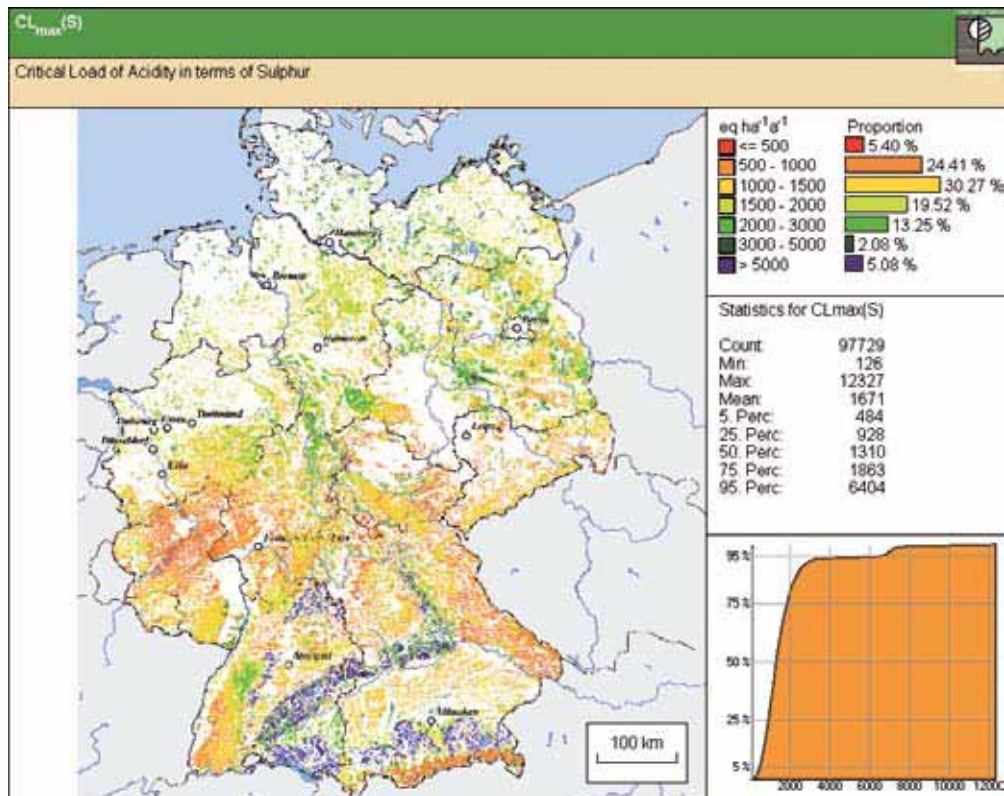 CLmax(S)
Critical Load of Acidity in terms of Sulphur
eq ha⁻¹a⁻¹ Proportion
<= 500 5.40 %
500 - 1000 24.41 %
1000 - 1500 30.27 %
1500 - 2000 19.52 %
2000 - 3000 13.25 %
3000 - 5000 2.08 %
> 5000 5.08 %
Hamburg
Bremen
Berlin
Hannover
Dortmund
Essen
Düsseldorf
Leipzig
Köln
Stuttgart
München
100 km
Statistics for CLmax(S)
Count: 97729
Min: 126
Max: 12327
Mean: 1671
5. Perc: 484
25. Perc: 928
50. Perc: 1310
75. Perc: 1863
95. Perc: 6404
95 %
75 %
50 %
25 %
5 %
2000 4000 6000 8000 10000 12000